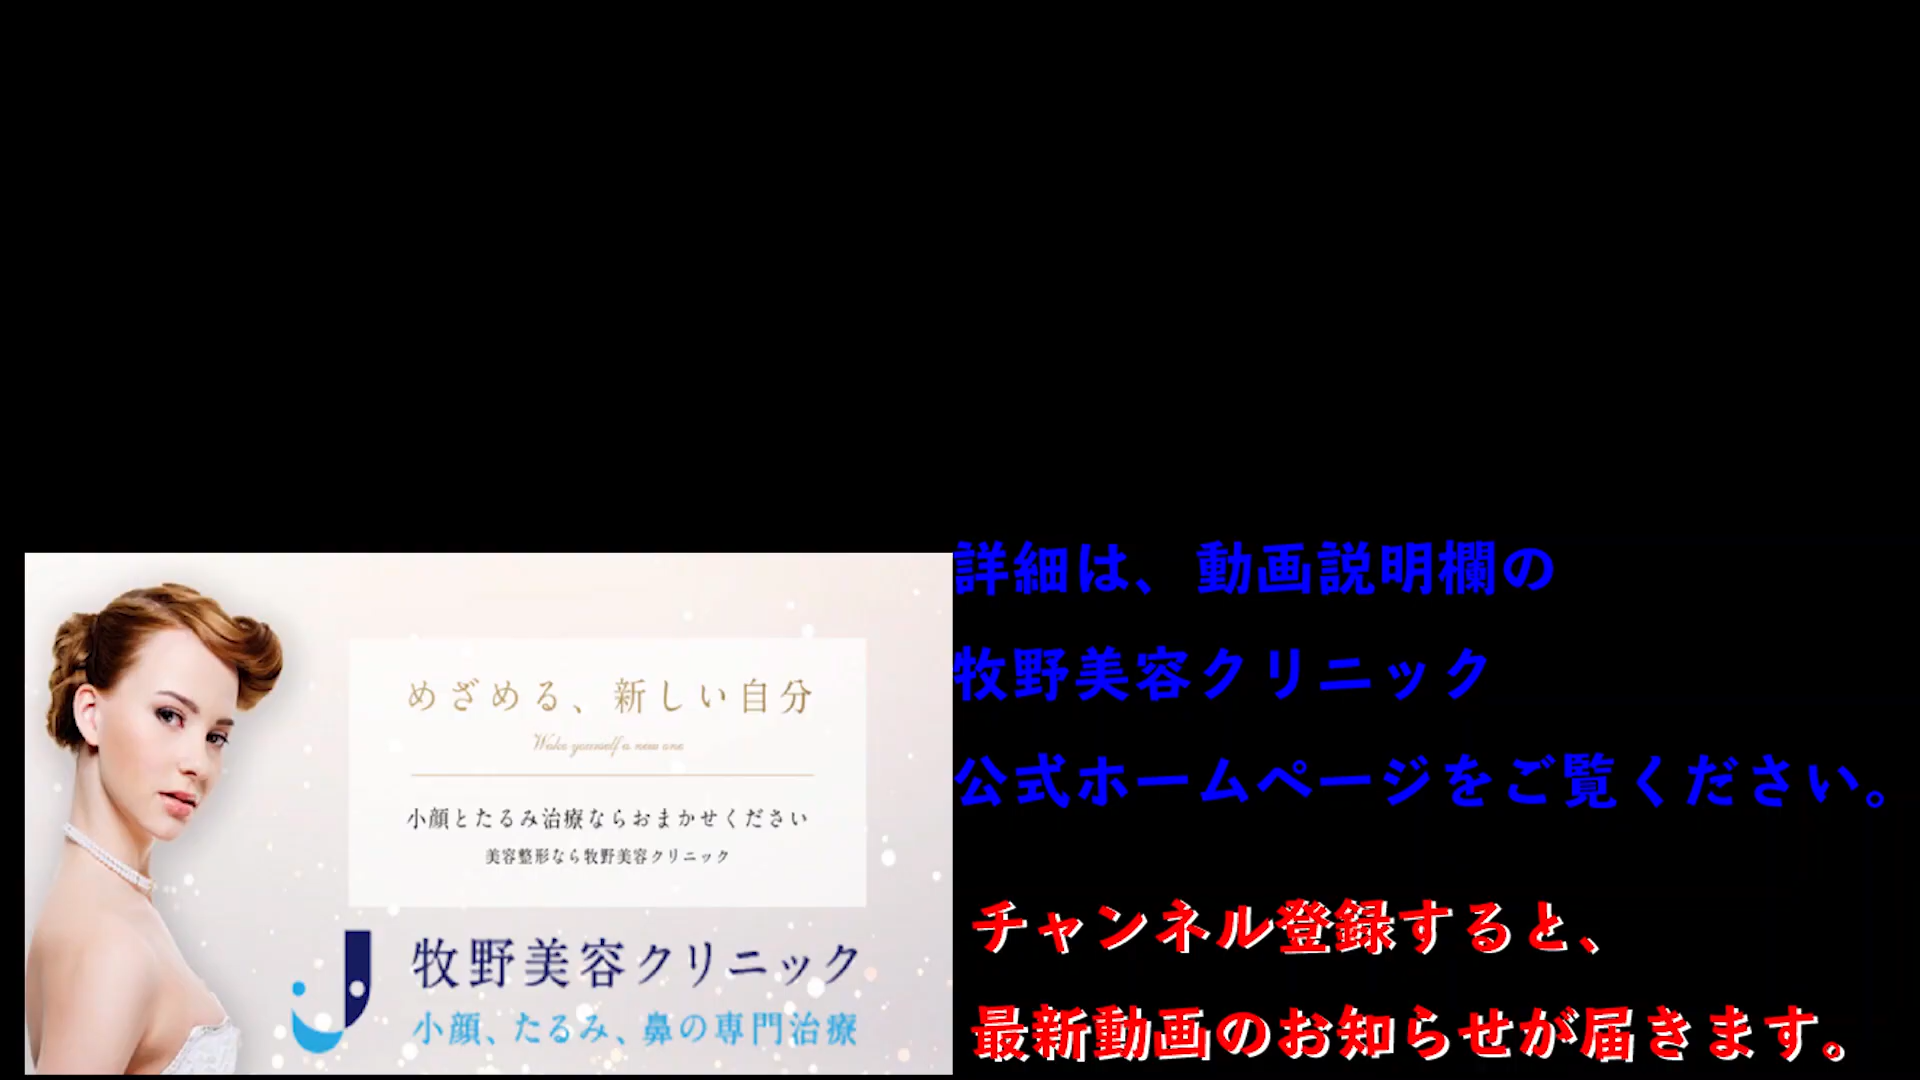 めざめる、新しい自分
Wake yourself a new one
小顔とたるみ治療ならおまかせください
美容整形なら牧野美容クリニック
牧野美容クリニック
小顔、たるみ、鼻の専門治療
詳細は、動画説明欄の
牧野美容クリニック
公式ホームページをご覧ください。
チャンネル登録すると、
最新動画のお知らせが届きます。